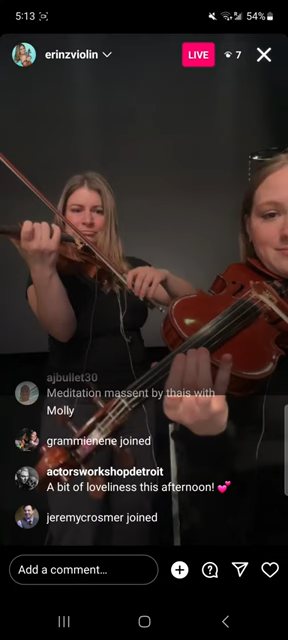 5:13
54%
erinzviolin
LIVE
7
ajbullet30
Meditation massent by thais with
Molly
grammienene joined
actorsworkshopdetroit
A bit of loveliness this afternoon! 💕
jeremycrosmer joined
Add a comment...